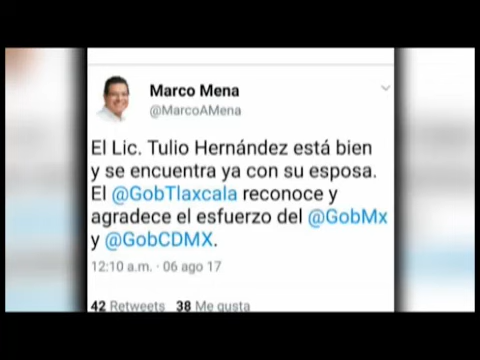 Marco Mena
@MarcoAMena
El Lic. Tulio Hernández está bien
y se encuentra ya con su esposa.
El @GobTlaxcala reconoce y
agradece el esfuerzo del @GobMx
y @GobCDMX.
12:10 a.m. · 06 ago 17
42 Retweets 38 Me gusta